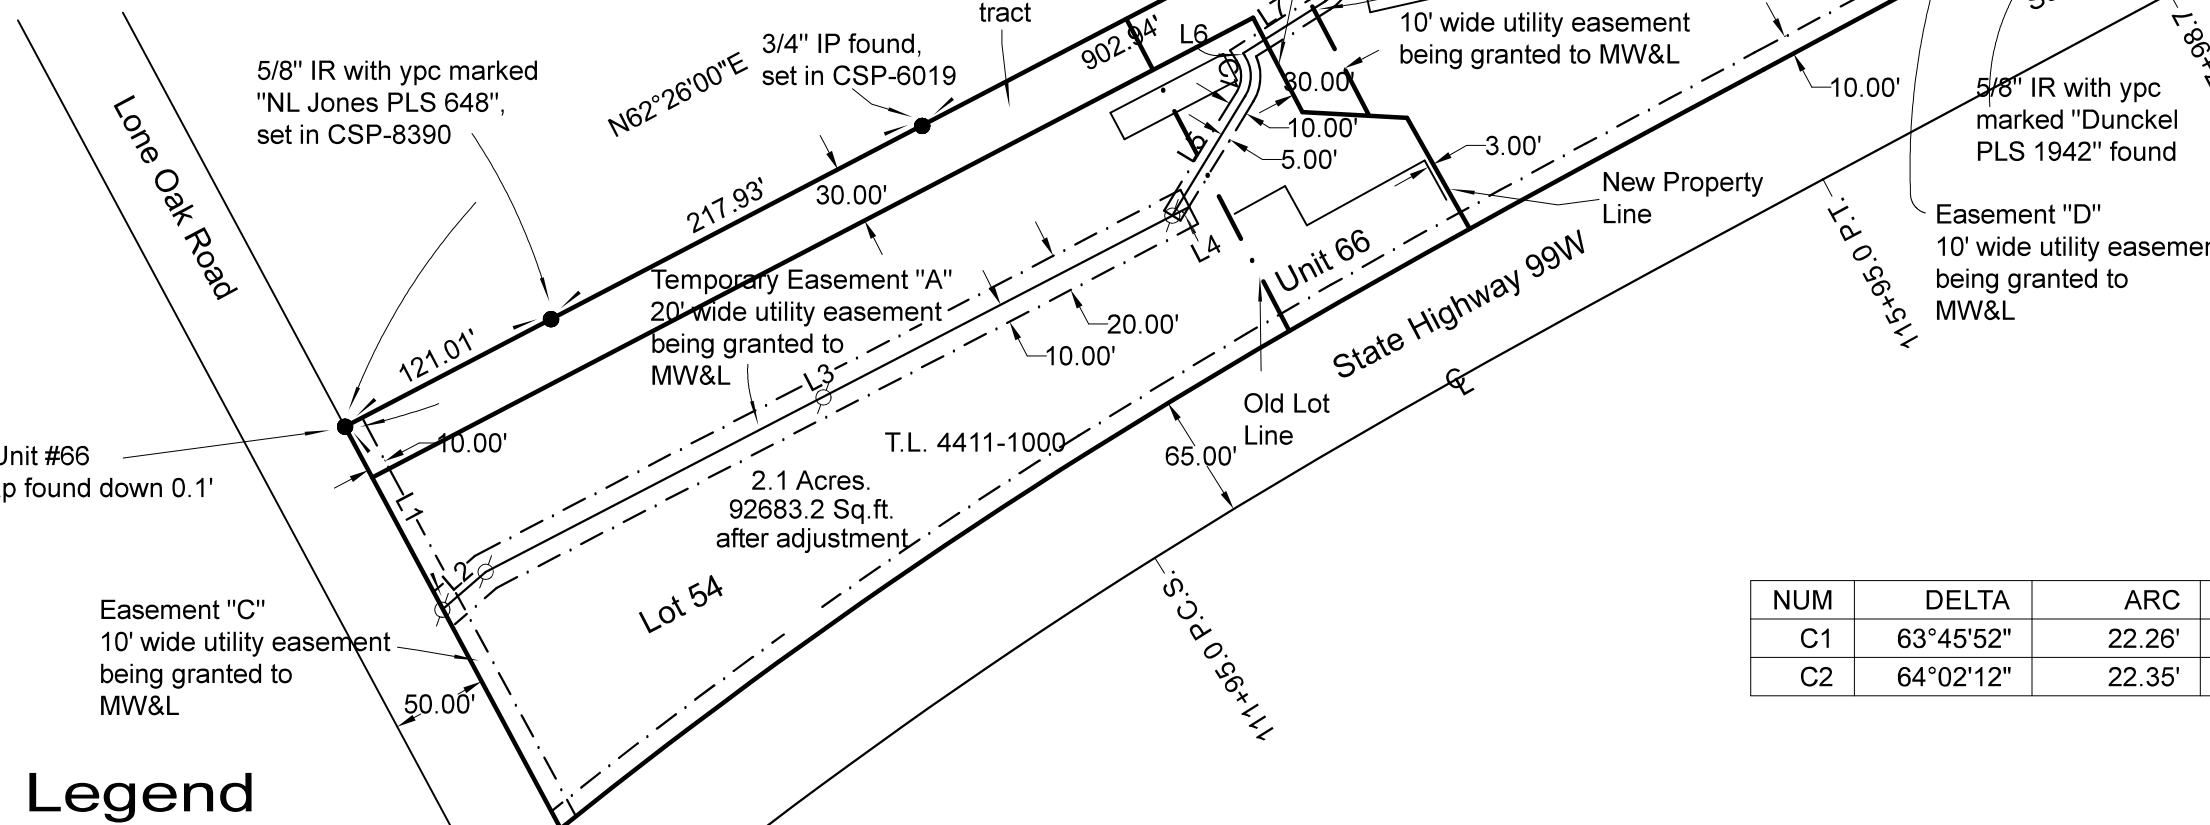 tract
902.94'
L6
L7
10' wide utility easement
being granted to MW&L
5/8" IR with ypc marked
"NL Jones PLS 648",
set in CSP-8390
3/4" IP found,
set in CSP-6019
N62°26'00"E
Lone Oak Road
217.93'
30.00'
121.01'
C1
30.00'
10.00'
5.00'
L5
L4
3.00'
10.00'
5/8" IR with ypc
marked "Dunckel
PLS 1942" found
New Property
Line
Easement "D"
10' wide utility easemen
being granted to
MW&L
115+95.0 P.T.
Unit 66
State Highway 99W
CL
Temporary Easement "A"
20' wide utility easement
being granted to
MW&L
L3
20.00'
10.00'
Old Lot
Line
65.00'
T.L. 4411-1000
2.1 Acres.
92683.2 Sq.ft.
after adjustment
Lot 54
Unit #66
p found down 0.1'
10.00'
L1
L2
Easement "C"
10' wide utility easement
being granted to
MW&L
50.00'
111+95.0 P.C.S.
NUM DELTA ARC
C1 63°45'52" 22.26'
C2 64°02'12" 22.35'
Legend